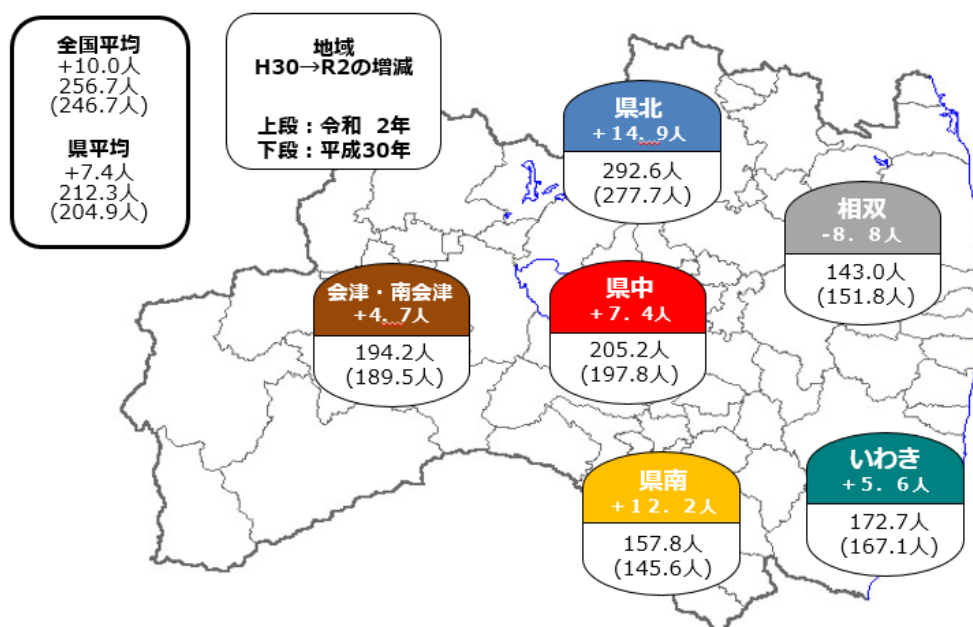 全国平均
+10.0人
256.7人
(246.7人)
県平均
+7.4人
212.3人
(204.9人)
地域
H30→R2の増減
上段：令和 2年
下段：平成30年
県北
+14. 9人
292.6人
(277.7人)
相双
-8. 8人
143.0人
(151.8人)
会津・南会津
+4. 7人
194.2人
(189.5人)
県中
+7. 4人
205.2人
(197.8人)
県南
+12. 2人
157.8人
(145.6人)
いわき
+5. 6人
172.7人
(167.1人)